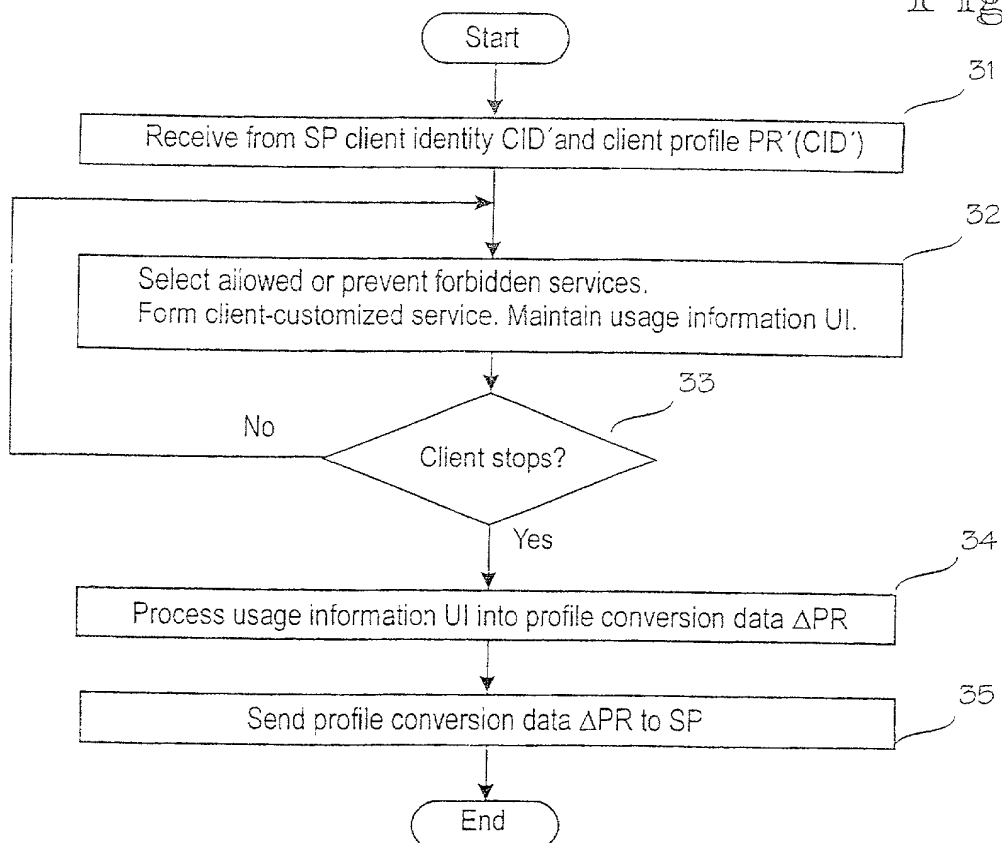 Fig
Start
31
Receive from SP client identity CID´and client profile PR´(CID´)
32
Select allowed or prevent forbidden services.
Form client-customized service. Maintain usage information UI.
33
No
Client stops?
Yes
34
Process usage information UI into profile conversion data ΔPR
35
Send profile conversion data ΔPR to SP
End